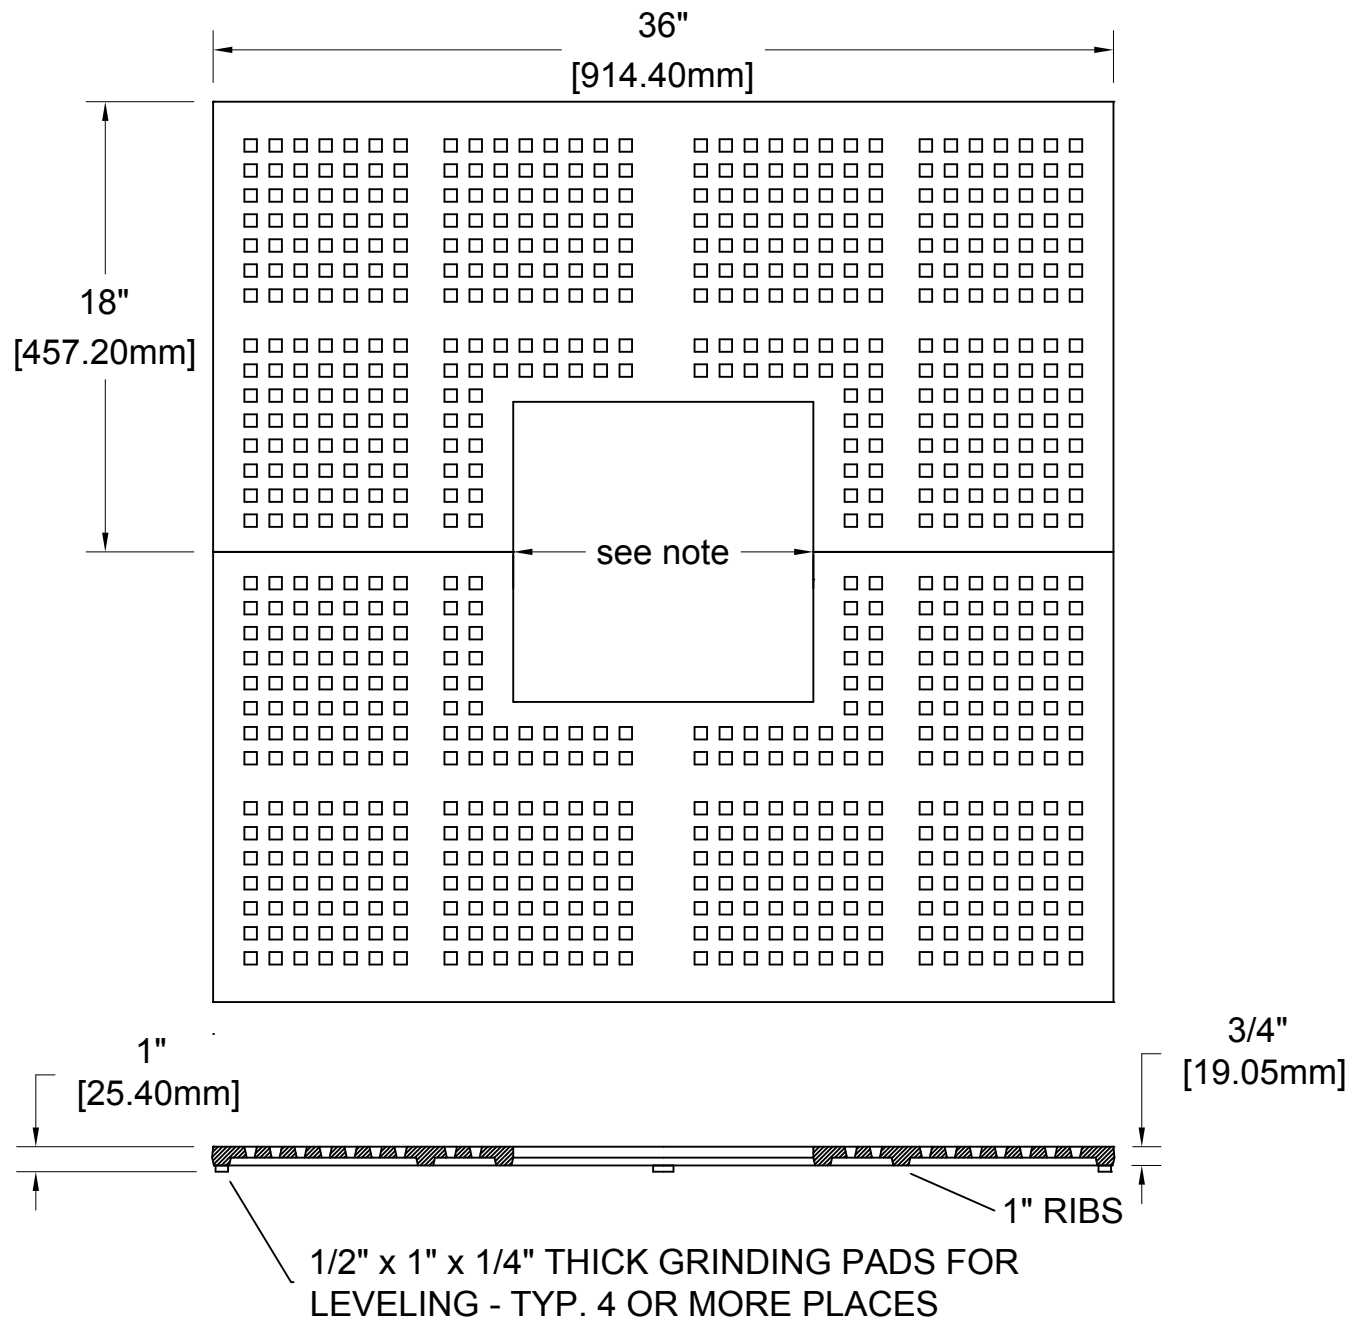 36"
[914.40mm]
18"
[457.20mm]
see note
1"
[25.40mm]
3/4"
[19.05mm]
1" RIBS
1/2" x 1" x 1/4" THICK GRINDING PADS FOR
LEVELING - TYP. 4 OR MORE PLACES